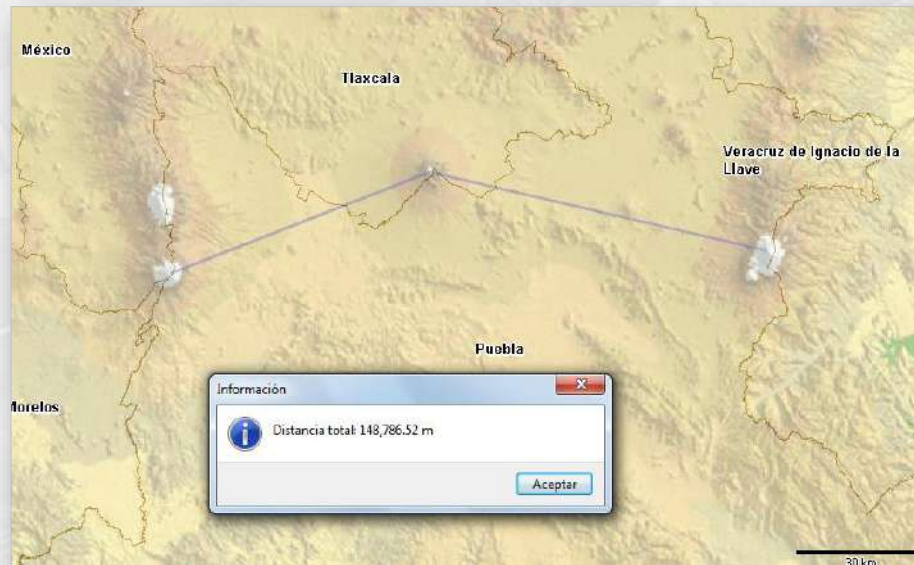 México
Tlaxcala
Veracruz de Ignacio de la
Llave
Puebla
Morelos
Información
Distancia total: 148,786.52 m
Aceptar
30 km